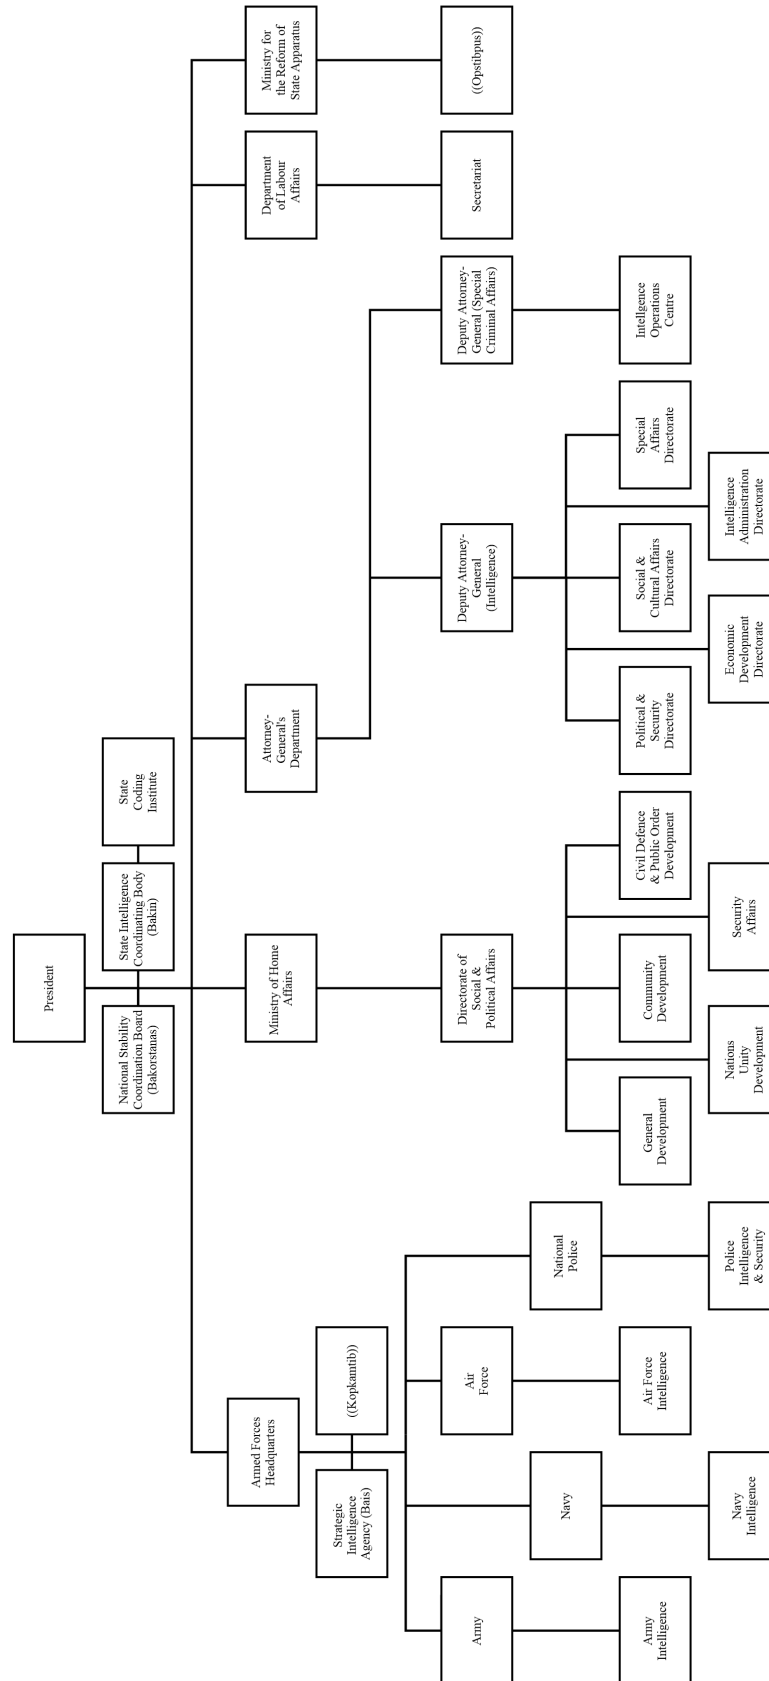 President
National Stability
Coordination Board
(Bakorstanas)
State Intelligence
Coordinating Body
(Bakin)
State
Coding
Institute
Armed Forces
Headquarters
Ministry of Home
Affairs
Attorney-
General's
Department
Department
of Labour
Affairs
Ministry for
the Reform of
State Apparatus
Strategic
Intelligence
Agency (Bais)
((Kopkamtib))
Army
Air
Force
Directorate of
Social &
Political Affairs
Deputy Attorney-
General
(Intelligence)
Deputy Attorney-
General (Special
Criminal Affairs)
Secretariat
((Opstibpus))
Navy
National
Police
Army
Intelligence
Air Force
Intelligence
General
Development
Community
Development
Civil Defence
& Public Order
Development
Political &
Security
Directorate
Social &
Cultural Affairs
Directorate
Special
Affairs
Directorate
Intellgence
Operations
Centre
Navy
Intelligence
Police
Intelligence
& Security
Nations
Unity
Development
Security
Affairs
Economic
Development
Directorate
Intelligence
Administration
Directorate